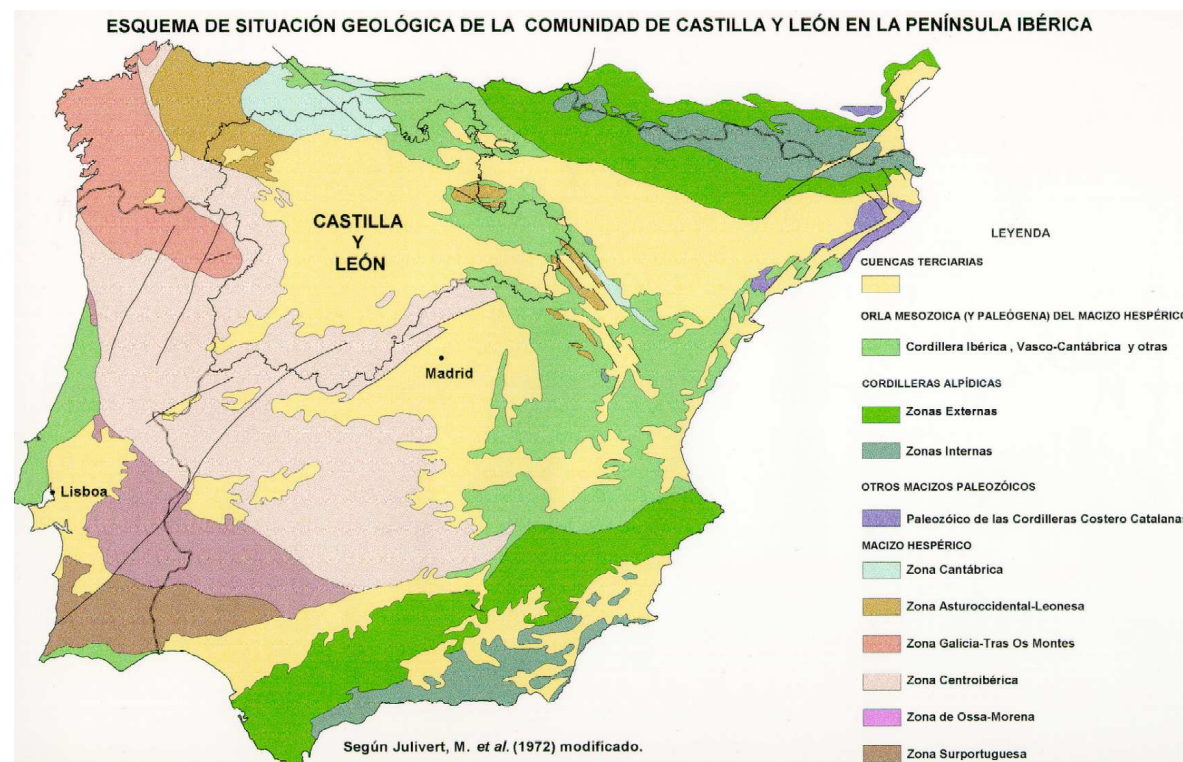 ESQUEMA DE SITUACIÓN GEOLÓGICA DE LA COMUNIDAD DE CASTILLA Y LEÓN EN LA PENÍNSULA IBÉRICA
CASTILLA
Y
LEÓN
Madrid
Lisboa
LEYENDA
CUENCAS TERCIARIAS
ORLA MESOZOICA (Y PALEÓGENA) DEL MACIZO HESPÉRICO
Cordillera Ibérica , Vasco-Cantábrica y otras
CORDILLERAS ALPÍDICAS
Zonas Externas
Zonas Internas
OTROS MACIZOS PALEOZÓICOS
Paleozóico de las Cordilleras Costero Catalanas
MACIZO HESPÉRICO
Zona Cantábrica
Zona Asturoccidental-Leonesa
Zona Galicia-Tras Os Montes
Zona Centroibérica
Zona de Ossa-Morena
Zona Surportuguesa
Según Julivert, M. et al. (1972) modificado.